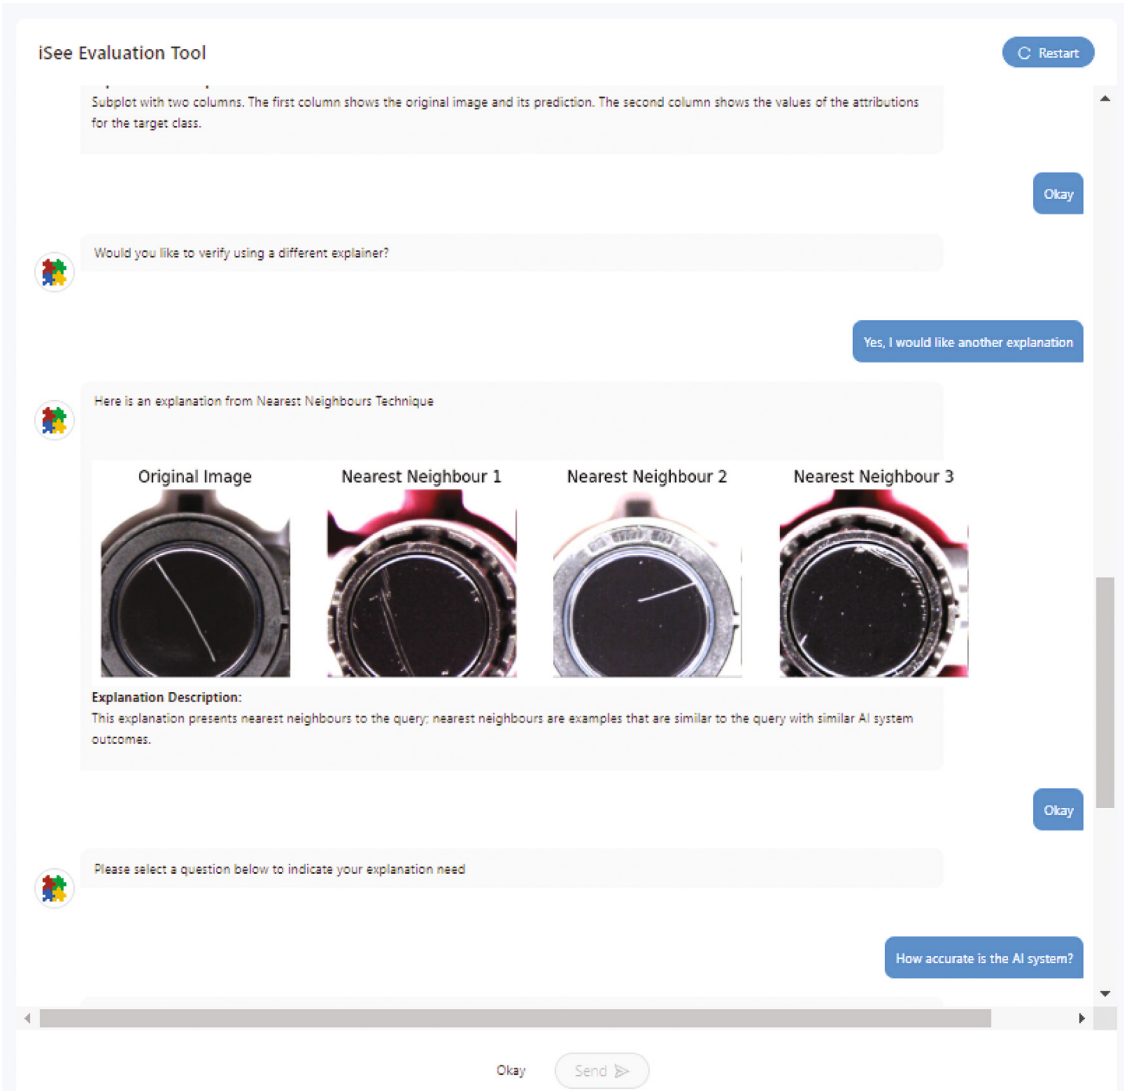 iSee Evaluation Tool
Restart
Subplot with two columns. The first column shows the original image and its prediction. The second column shows the values of the attributions
for the target class.
Okay
Would you like to verify using a different explainer?
Yes, I would like another explanation
Here is an explanation from Nearest Neighbours Technique
Original Image
Nearest Neighbour 1
Nearest Neighbour 2
Nearest Neighbour 3
Explanation Description:
This explanation presents nearest neighbours to the query; nearest neighbours are examples that are similar to the query with similar AI system
outcomes.
Okay
Please select a question below to indicate your explanation need
How accurate is the AI system?
Okay
Send